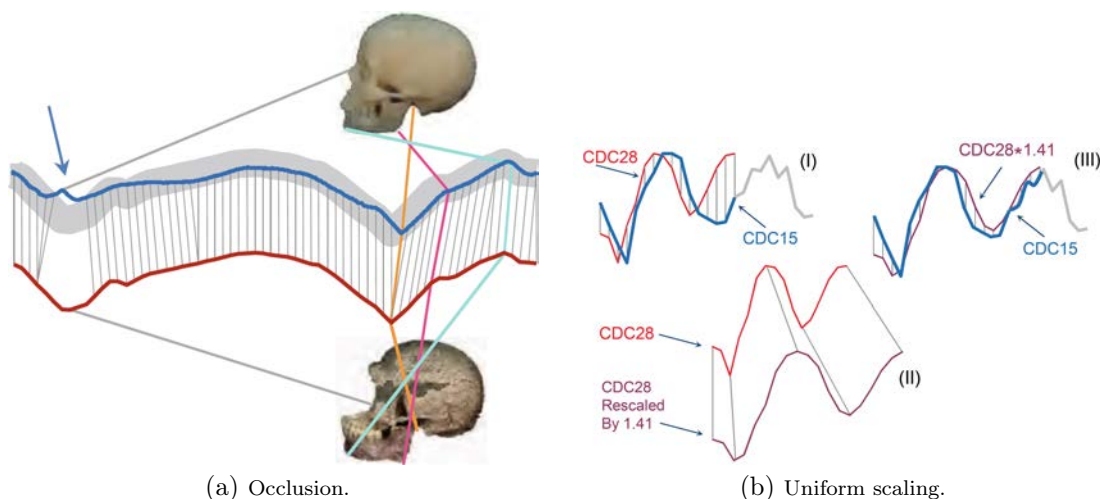 CDC28
(I)
CDC15
CDC28*1.41
(III)
CDC15
CDC28
CDC28
Rescaled
By 1.41
(II)
(a) Occlusion.
(b) Uniform scaling.